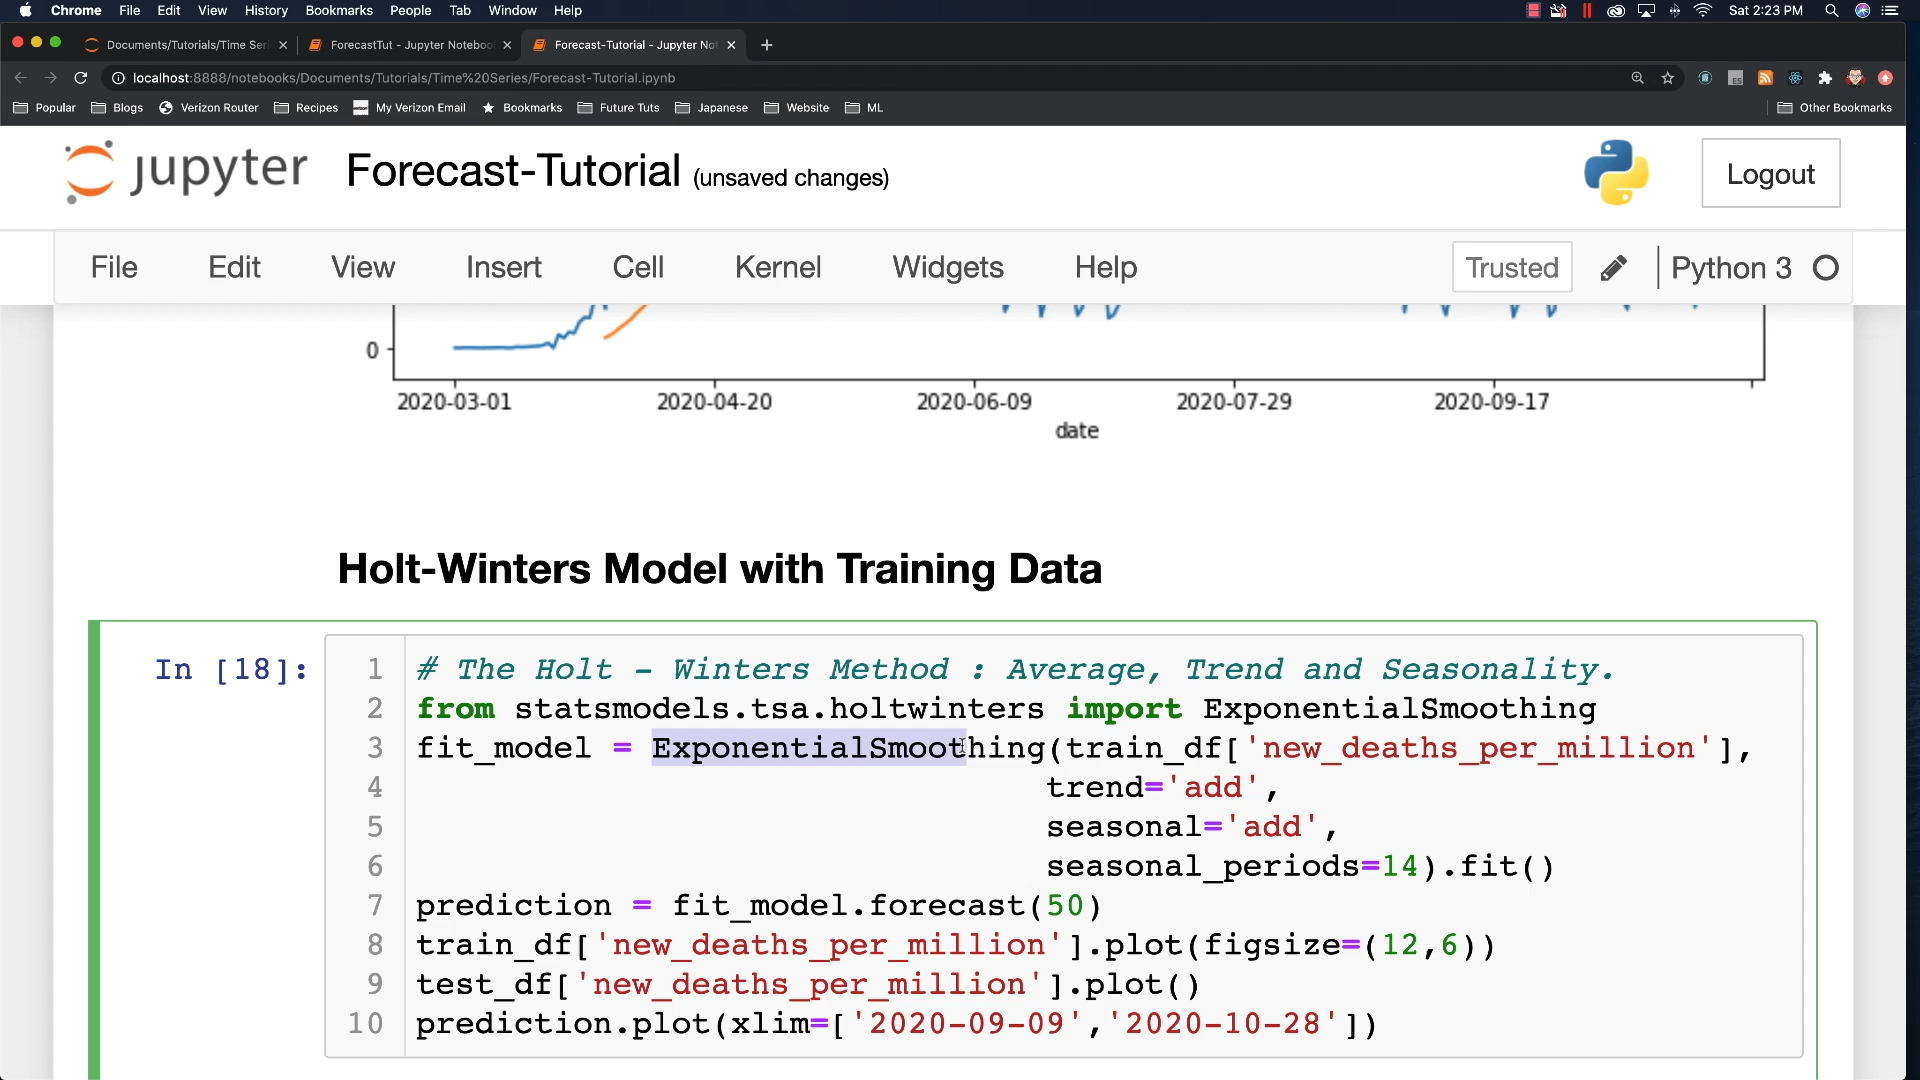 Chrome File Edit View History Bookmarks People Tab Window Help Sat 2:23 PM
Documents/Tutorials/Time Ser ForecastTut - Jupyter Noteboo Forecast-Tutorial - Jupyter Not
localhost:8888/notebooks/Documents/Tutorials/Time%20Series/Forecast-Tutorial.ipynb
Popular Blogs Verizon Router Recipes My Verizon Email Bookmarks Future Tuts Japanese Website ML Other Bookmarks
jupyter Forecast-Tutorial (unsaved changes) Logout
File Edit View Insert Cell Kernel Widgets Help Trusted Python 3
0
2020-03-01 2020-04-20 2020-06-09 2020-07-29 2020-09-17
date
Holt-Winters Model with Training Data
In [18]:
1 # The Holt - Winters Method : Average, Trend and Seasonality.
2 from statsmodels.tsa.holtwinters import ExponentialSmoothing
3 fit_model = ExponentialSmoothing(train_df['new_deaths_per_million'],
4 trend='add',
5 seasonal='add',
6 seasonal_periods=14).fit()
7 prediction = fit_model.forecast(50)
8 train_df['new_deaths_per_million'].plot(figsize=(12,6))
9 test_df['new_deaths_per_million'].plot()
10 prediction.plot(xlim=['2020-09-09','2020-10-28'])